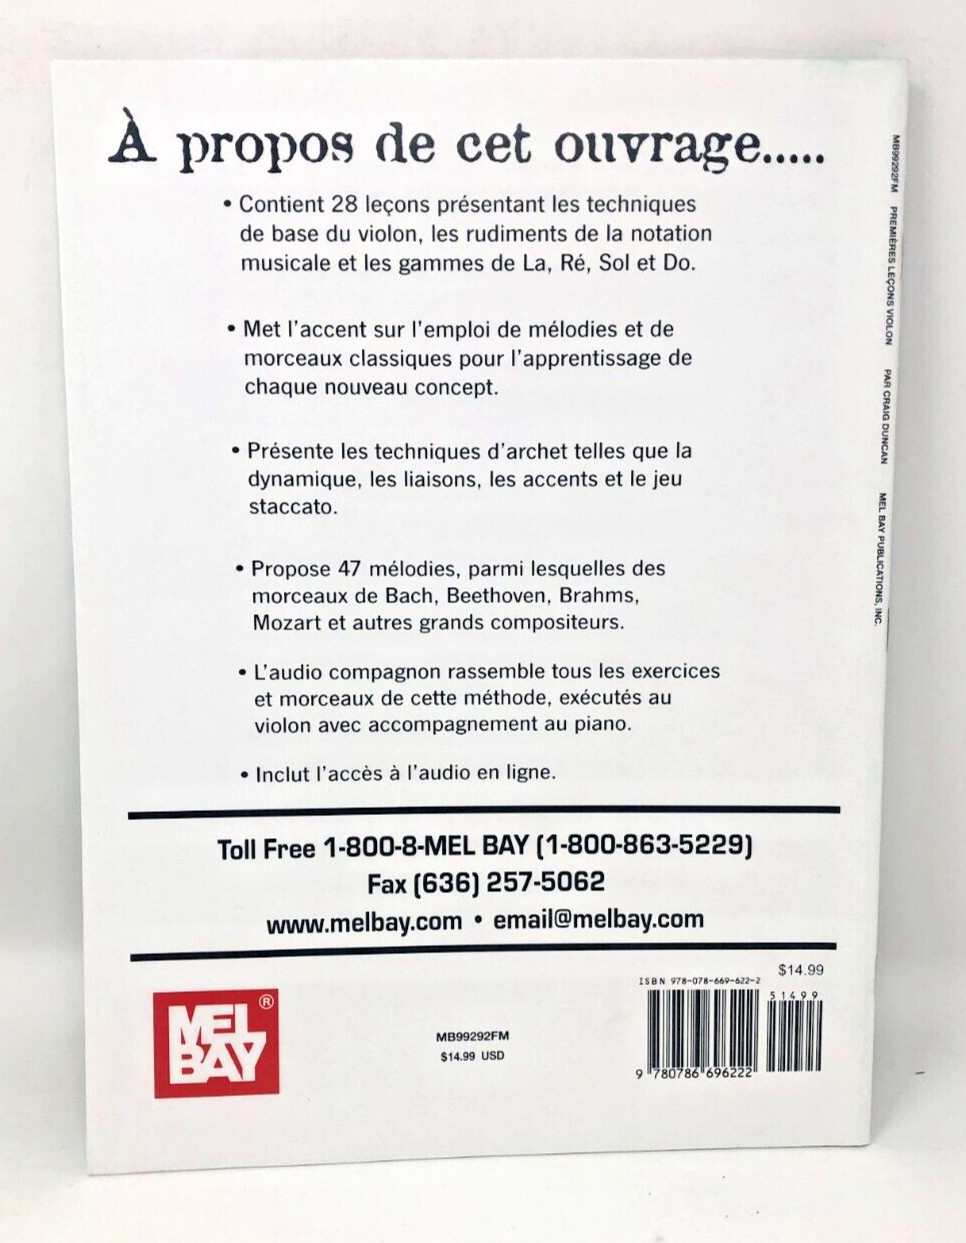 À propos de cet ouvrage.....
• Contient 28 leçons présentant les techniques
de base du violon, les rudiments de la notation
musicale et les gammes de La, Ré, Sol et Do.
• Met l'accent sur l'emploi de mélodies et de
morceaux classiques pour l'apprentissage de
chaque nouveau concept.
• Présente les techniques d'archet telles que la
dynamique, les liaisons, les accents et le jeu
staccato.
• Propose 47 mélodies, parmi lesquelles des
morceaux de Bach, Beethoven, Brahms,
Mozart et autres grands compositeurs.
• L'audio compagnon rassemble tous les exercices
et morceaux de cette méthode, exécutés au
violon avec accompagnement au piano.
• Inclut l'accès à l'audio en ligne.
Toll Free 1-800-8-MEL BAY (1-800-863-5229)
Fax (636) 257-5062
www.melbay.com • email@melbay.com
MEL
BAY®
MB99292FM
$14.99 USD
$14.99
ISBN 978-078-669-622-2
51499
9 780786 696222
MB99292FM PREMIÈRES LEÇONS VIOLON PAR CRAIG DUNCAN MEL BAY PUBLICATIONS, INC.